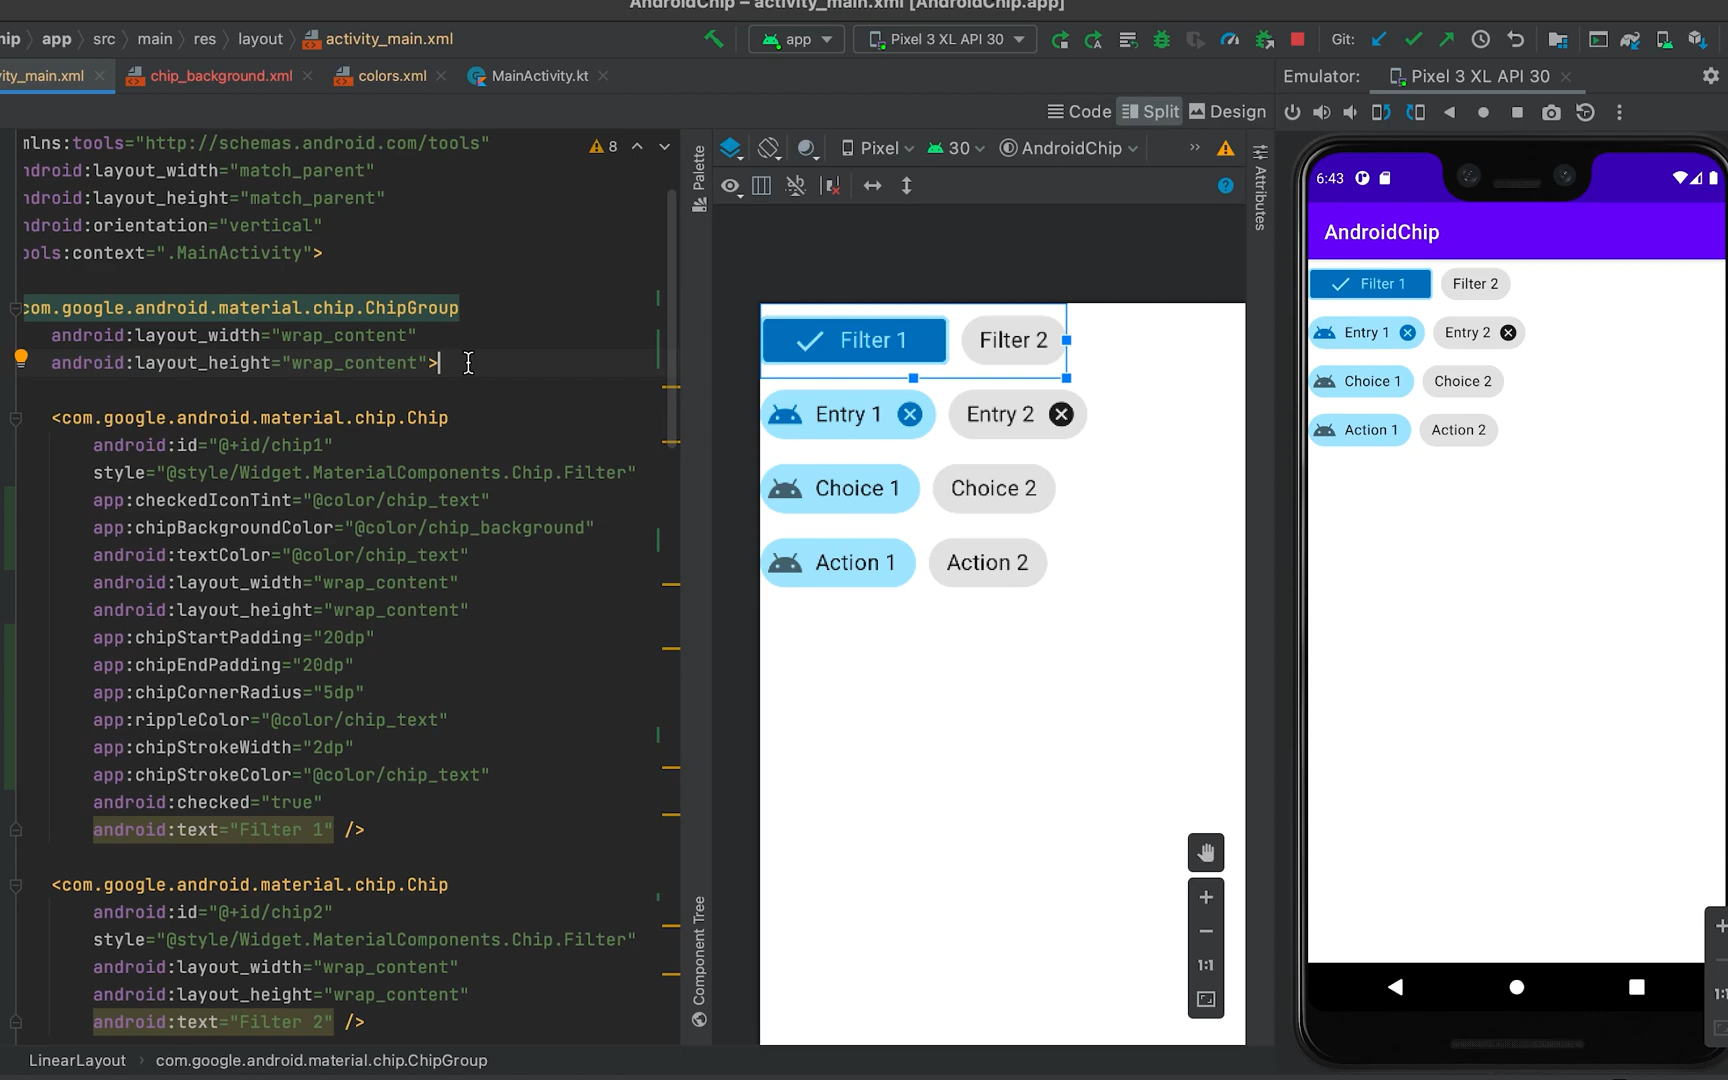 AndroidChip – activity_main.xml [AndroidChip.app]
hip app src main res layout activity_main.xml
app
Pixel 3 XL API 30
Git:
ity_main.xml
chip_background.xml
colors.xml
MainActivity.kt
Emulator: Pixel 3 XL API 30
Code Split Design
Palette
Pixel 30 AndroidChip
Attributes
8
mlns:tools="http://schemas.android.com/tools"
ndroid:layout_width="match_parent"
ndroid:layout_height="match_parent"
ndroid:orientation="vertical"
ools:context=".MainActivity">
com.google.android.material.chip.ChipGroup
android:layout_width="wrap_content"
android:layout_height="wrap_content">
<com.google.android.material.chip.Chip
android:id="@+id/chip1"
style="@style/Widget.MaterialComponents.Chip.Filter"
app:checkedIconTint="@color/chip_text"
app:chipBackgroundColor="@color/chip_background"
android:textColor="@color/chip_text"
android:layout_width="wrap_content"
android:layout_height="wrap_content"
app:chipStartPadding="20dp"
app:chipEndPadding="20dp"
app:chipCornerRadius="5dp"
app:rippleColor="@color/chip_text"
app:chipStrokeWidth="2dp"
app:chipStrokeColor="@color/chip_text"
android:checked="true"
android:text="Filter 1" />
<com.google.android.material.chip.Chip
android:id="@+id/chip2"
style="@style/Widget.MaterialComponents.Chip.Filter"
android:layout_width="wrap_content"
android:layout_height="wrap_content"
android:text="Filter 2" />
LinearLayout com.google.android.material.chip.ChipGroup
Component Tree
Filter 1 Filter 2
Entry 1 Entry 2
Choice 1 Choice 2
Action 1 Action 2
1:1
6:43
AndroidChip
Filter 1 Filter 2
Entry 1 Entry 2
Choice 1 Choice 2
Action 1 Action 2
1:1